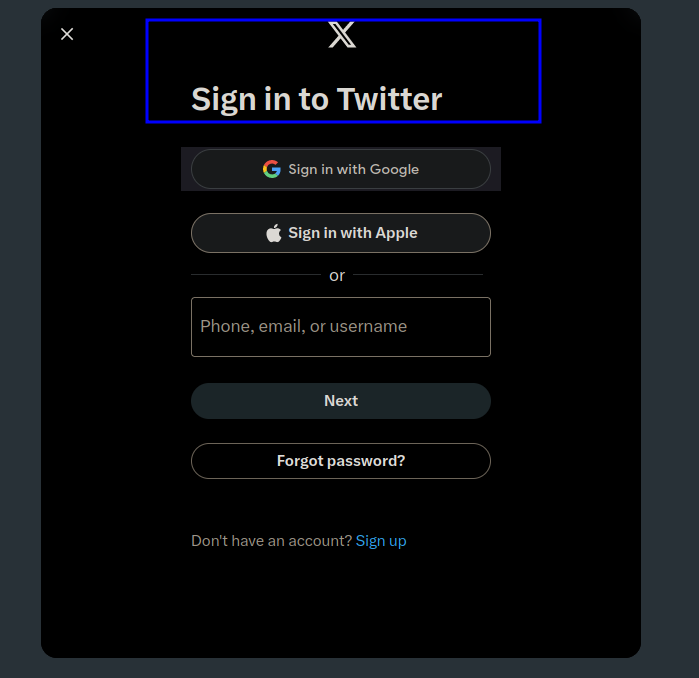 Sign in to Twitter
Sign in with Google
Sign in with Apple
or
Phone, email, or username
Next
Forgot password?
Don't have an account? Sign up